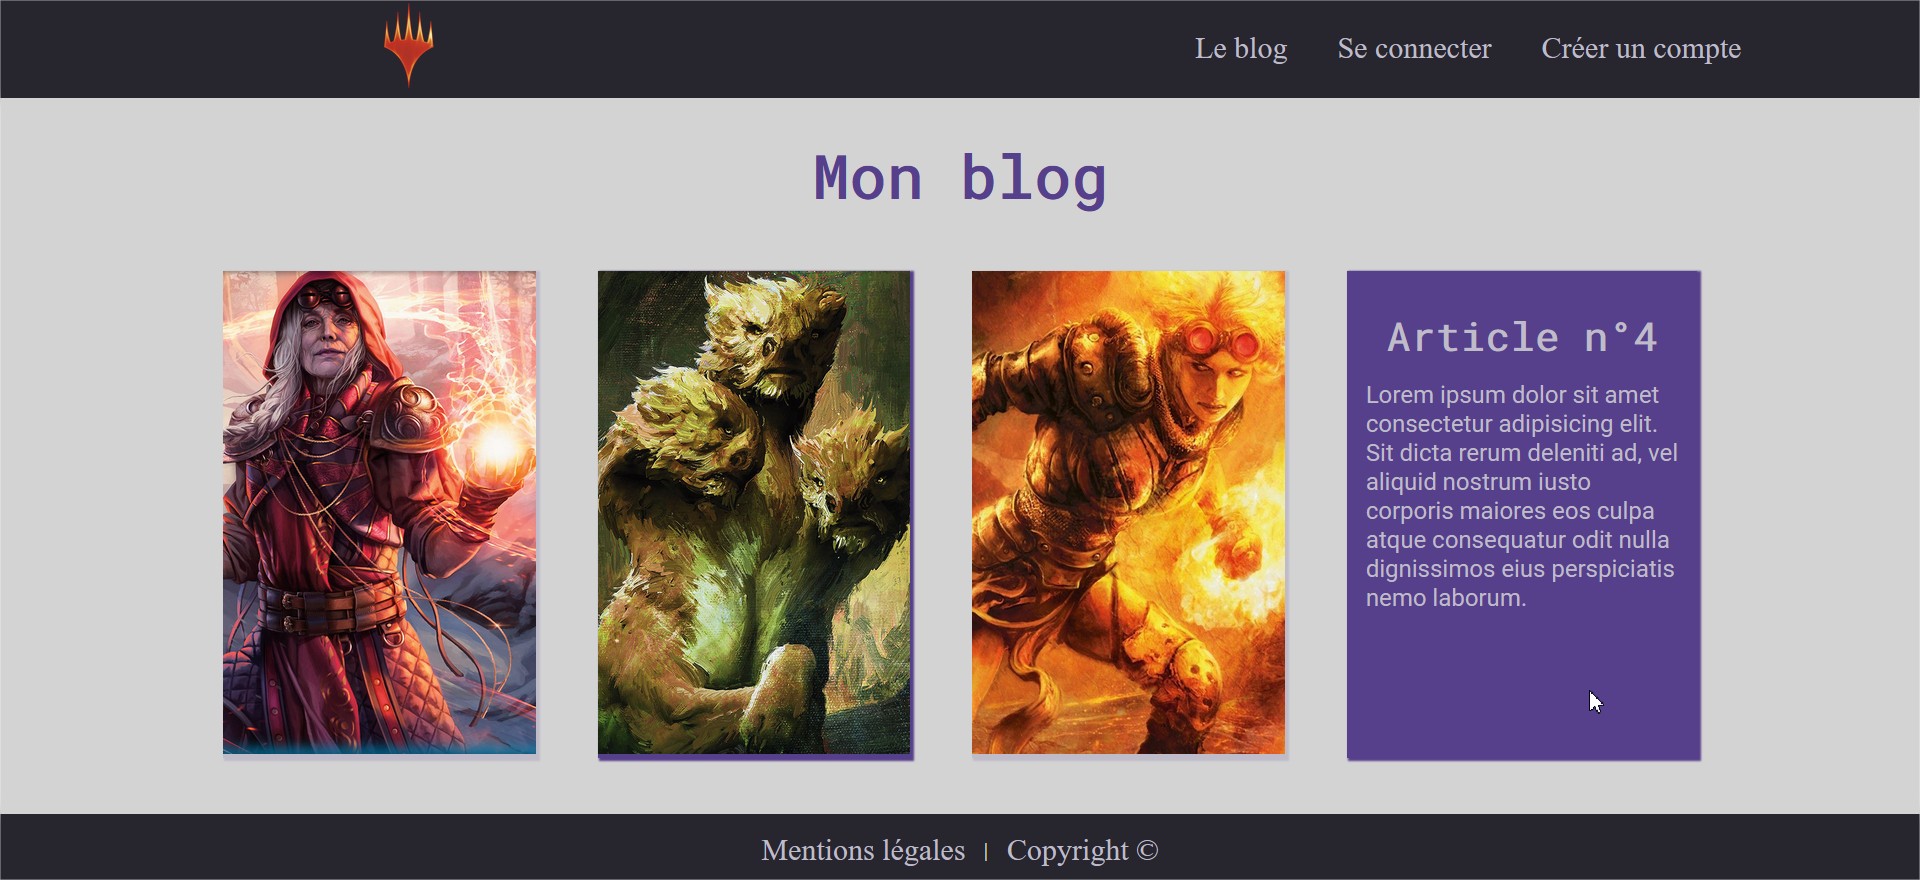 Le blog
Se connecter
Créer un compte
Mon blog
Article n°4
Lorem ipsum dolor sit amet
consectetur adipisicing elit.
Sit dicta rerum deleniti ad, vel
aliquid nostrum iusto
corporis maiores eos culpa
atque consequatur odit nulla
dignissimos eius perspiciatis
nemo laborum.
Mentions légales | Copyright ©